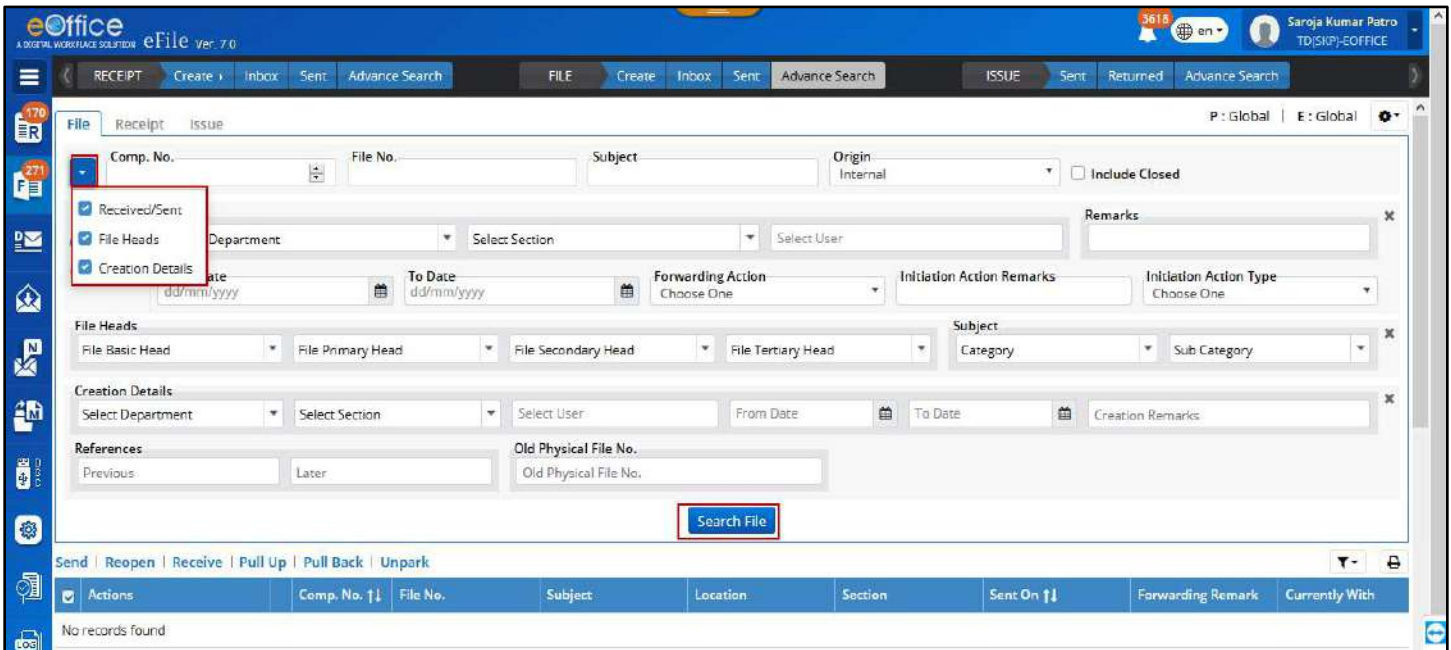 eOffice
A DIGITAL WORKPLACE SOLUTION eFile Ver. 7.0
3618 en Saroja Kumar Patro
TD(SKP)-EOFFICE
RECEIPT Create Inbox Sent Advance Search FILE Create Inbox Sent Advance Search ISSUE Sent Returned Advance Search
170 R
File Receipt Issue P : Global | E : Global
271 F
Comp. No. File No. Subject Origin
Internal Include Closed
Received/Sent Remarks
File Heads Department Select Section Select User
Creation Details
ate To Date Forwarding Action Initiation Action Remarks Initiation Action Type
dd/mm/yyyy dd/mm/yyyy Choose One Choose One
File Heads Subject
File Basic Head File Primary Head File Secondary Head File Tertiary Head Category Sub Category
Creation Details
Select Department Select Section Select User From Date To Date Creation Remarks
References Old Physical File No.
Previous Later Old Physical File No.
D
N
M
DSC
Search File
Send | Reopen | Receive | Pull Up | Pull Back | Unpark
Actions Comp. No. File No. Subject Location Section Sent On Forwarding Remark Currently With
No records found
LOG